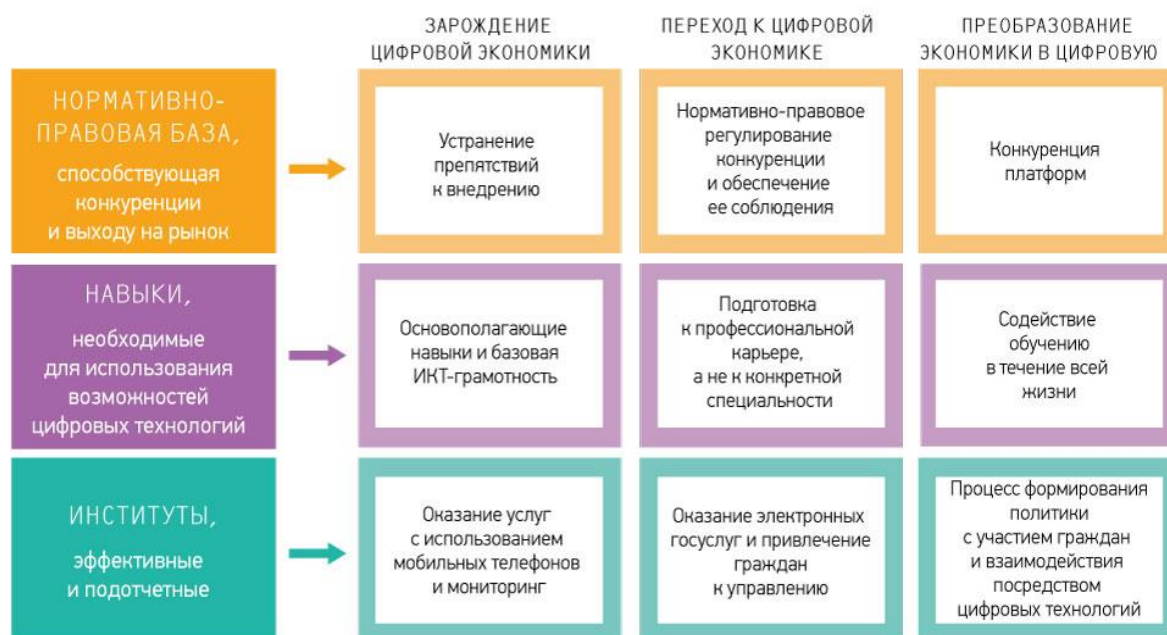 ЗАРОЖДЕНИЕ
ЦИФРОВОЙ ЭКОНОМИКИ
ПЕРЕХОД К ЦИФРОВОЙ
ЭКОНОМИКЕ
ПРЕОБРАЗОВАНИЕ
ЭКОНОМИКИ В ЦИФРОВУЮ
НОРМАТИВНО-
ПРАВОВАЯ БАЗА,
способствующая
конкуренции
и выходу на рынок
Устранение
препятствий
к внедрению
Нормативно-правовое
регулирование
конкуренции
и обеспечение
ее соблюдения
Конкуренция
платформ
НАВЫКИ,
необходимые
для использования
возможностей
цифровых технологий
Основополагающие
навыки и базовая
ИКТ-грамотность
Подготовка
к профессиональной
карьере,
а не к конкретной
специальности
Содействие
обучению
в течение всей
жизни
ИНСТИТУТЫ,
эффективные
и подотчетные
Оказание услуг
с использованием
мобильных телефонов
и мониторинг
Оказание электронных
госуслуг и привлечение
граждан
к управлению
Процесс формирования
политики
с участием граждан
и взаимодействия
посредством
цифровых технологий